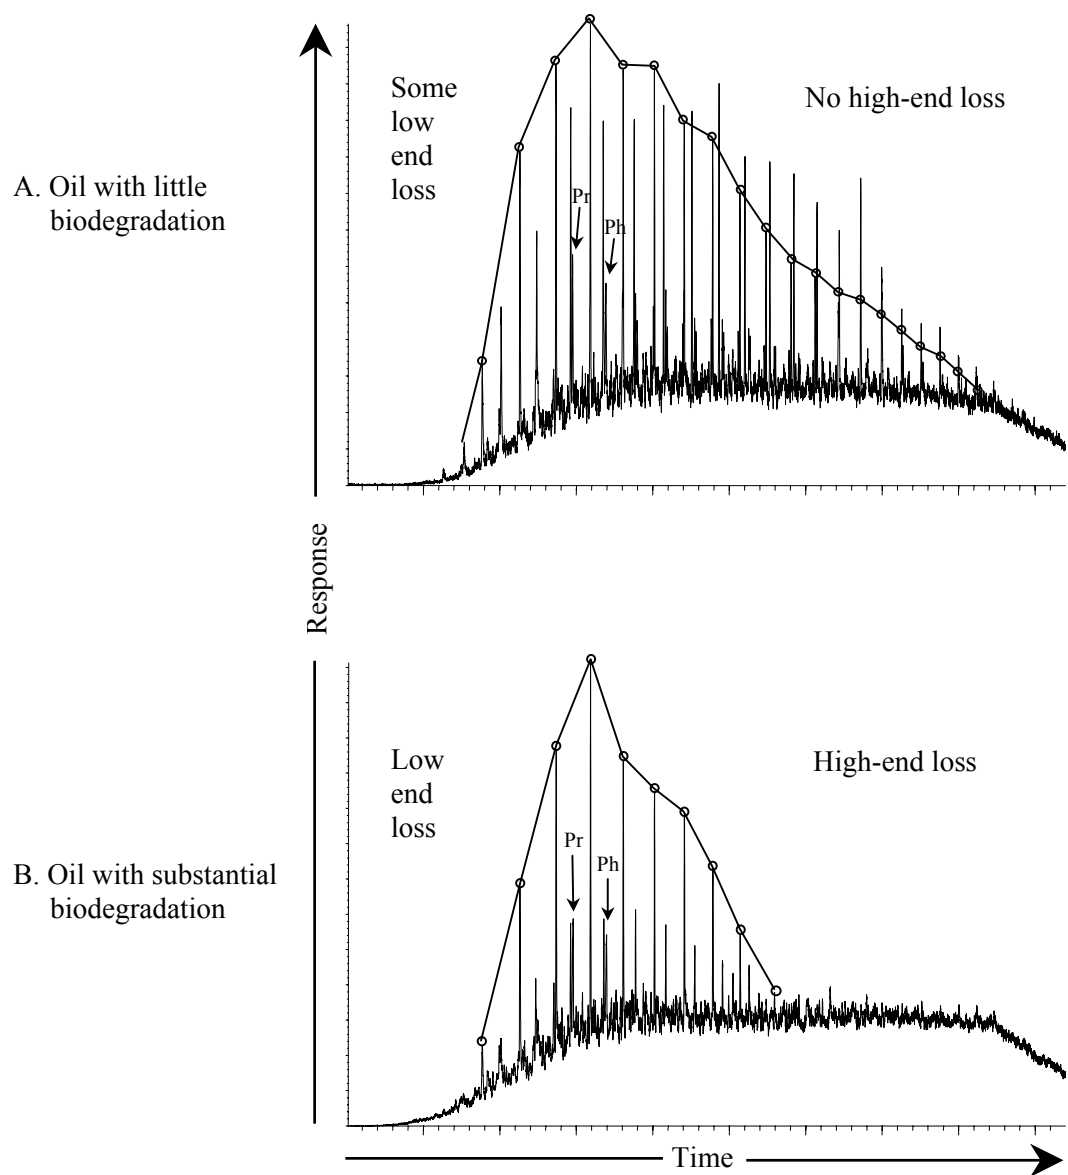 A. Oil with little
biodegradation
Some
low
end
loss
No high-end loss
Pr
Ph
Response
B. Oil with substantial
biodegradation
Low
end
loss
High-end loss
Pr
Ph
Time